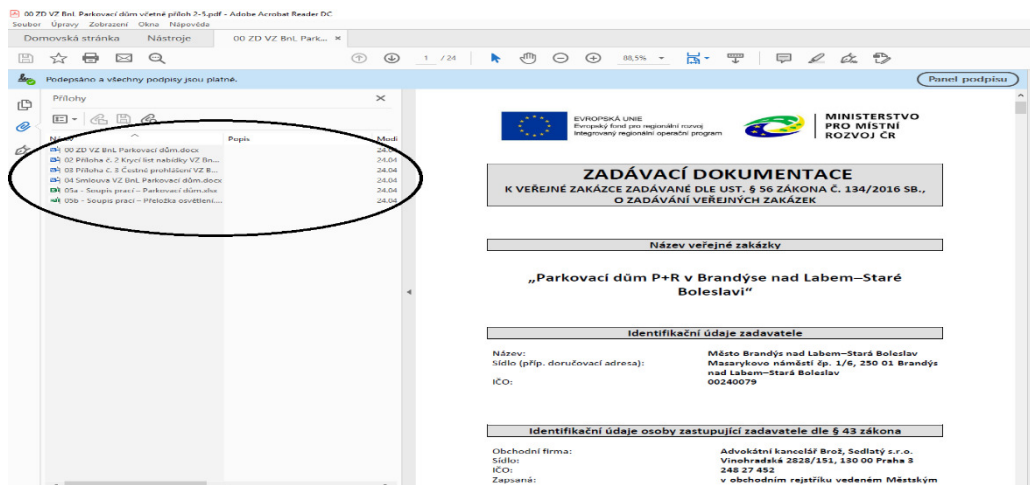 00 ZD VZ BnL Parkovací dům včetně příloh 2-5.pdf - Adobe Acrobat Reader DC
Soubor Úpravy Zobrazení Okna Nápověda
Domovská stránka Nástroje 00 ZD VZ BnL Park... ×
1 / 24 88,5%
Podepsáno a všechny podpisy jsou platné. Panel podpisu
Přílohy
Název Popis Modi
00 ZD VZ BnL Parkovací dům.docx 24.04
02 Příloha č. 2 Krycí list nabídky VZ Bn... 24.04
03 Příloha č. 3 Čestné prohlášení VZ B... 24.04
04 Smlouva VZ BnL Parkovací dům.docx 24.04
05a - Soupis prací – Parkovací dům.xlsx 24.04
05b - Soupis prací – Přeložka osvětlení.... 24.04
EVROPSKÁ UNIE
Evropský fond pro regionální rozvoj
Integrovaný regionální operační program
MINISTERSTVO
PRO MÍSTNÍ
ROZVOJ ČR
ZADÁVACÍ DOKUMENTACE
K VEŘEJNÉ ZAKÁZCE ZADÁVANÉ DLE UST. § 56 ZÁKONA Č. 134/2016 SB.,
O ZADÁVÁNÍ VEŘEJNÝCH ZAKÁZEK
Název veřejné zakázky
„Parkovací dům P+R v Brandýse nad Labem–Staré
Boleslavi“
Identifikační údaje zadavatele
Název: Město Brandýs nad Labem–Stará Boleslav
Sídlo (příp. doručovací adresa): Masarykovo náměstí čp. 1/6, 250 01 Brandýs
nad Labem–Stará Boleslav
IČO: 00240079
Identifikační údaje osoby zastupující zadavatele dle § 43 zákona
Obchodní firma: Advokátní kancelář Brož, Sedlatý s.r.o.
Sídlo: Vinohradská 2828/151, 130 00 Praha 3
IČO: 248 27 452
Zapsaná: v obchodním rejstříku vedeném Městským